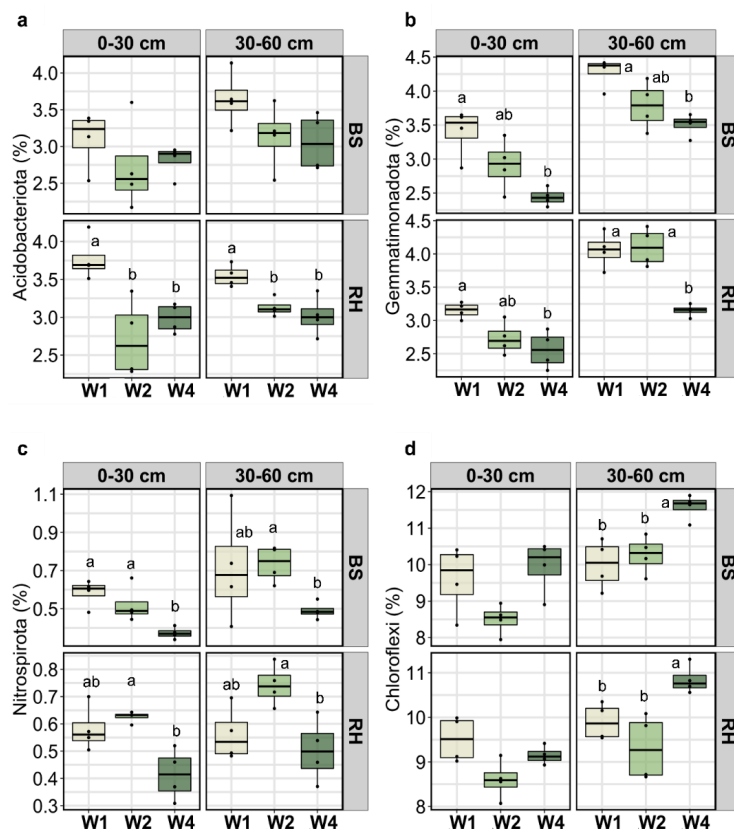 a
0-30 cm 30-60 cm
Acidobacteriota (%)
4.0
3.5
3.0
2.5
BS
4.0
3.5
3.0
2.5
a
b
b
a
b
b
RH
W1 W2 W4 W1 W2 W4
b
0-30 cm 30-60 cm
Gemmatimonadota (%)
4.5
4.0
3.5
3.0
2.5
a
ab
b
a
ab
b
BS
4.5
4.0
3.5
3.0
2.5
a
ab
b
a
a
b
RH
W1 W2 W4 W1 W2 W4
c
0-30 cm 30-60 cm
Nitrospirota (%)
1.1
0.9
0.7
0.5
a
a
b
ab
a
b
BS
0.8
0.7
0.6
0.5
0.4
0.3
ab
a
b
ab
a
b
RH
W1 W2 W4 W1 W2 W4
d
0-30 cm 30-60 cm
Chloroflexi (%)
12
11
10
9
8
b
b
a
BS
11
10
9
8
b
b
a
RH
W1 W2 W4 W1 W2 W4